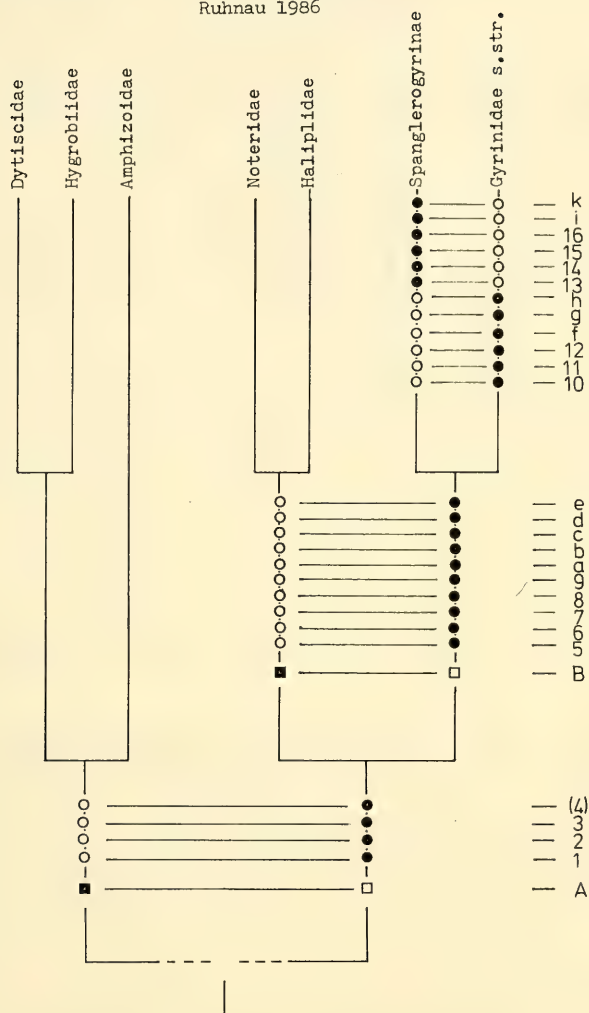 Ruhnau 1986
Dytiscidae
Hygrobiidae
Amphizoidae
Noteridae
Haliplidae
Spanglerogyrinae
Gyrinidae s.str.
k
i
16
15
14
13
h
g
f
12
11
10
e
d
c
b
a
9
8
7
6
5
B
(4)
3
2
1
A